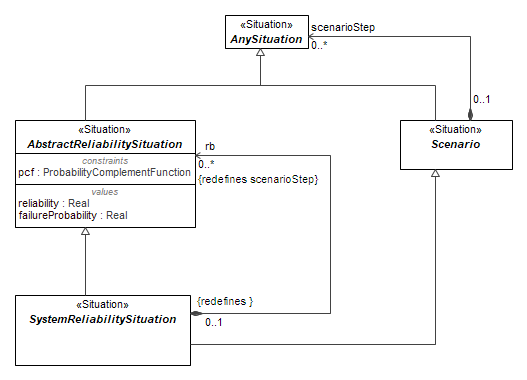 «Situation»
AnySituation
scenarioStep
0..*
0..1
«Situation»
AbstractReliabilitySituation
constraints
pcf : ProbabilityComplementFunction
values
reliability : Real
failureProbability : Real
rb
0..*
{redefines scenarioStep}
«Situation»
Scenario
«Situation»
SystemReliabilitySituation
{redefines }
0..1